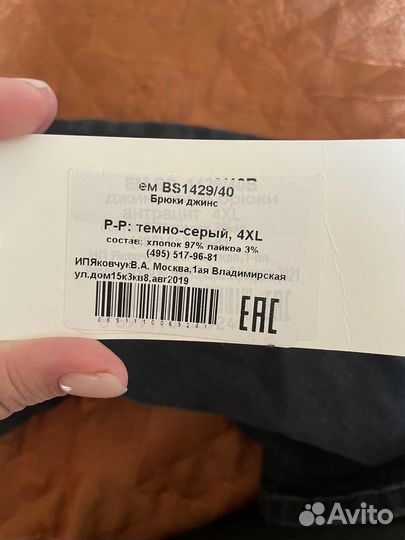 ем BS1429/40
Брюки джинс
Р-Р: темно-серый, 4XL
состав: хлопок 97% лайкра 3%
(495) 517-96-81
ИПЯковчукВ.А. Москва,1ая Владимирская
ул.дом15к3кв8,авг2019
EAC
Avito